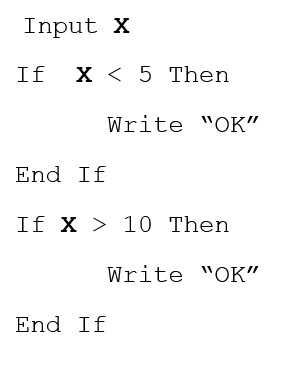 Input X
If X < 5 Then
Write “OK”
End If
If X > 10 Then
Write “OK”
End If